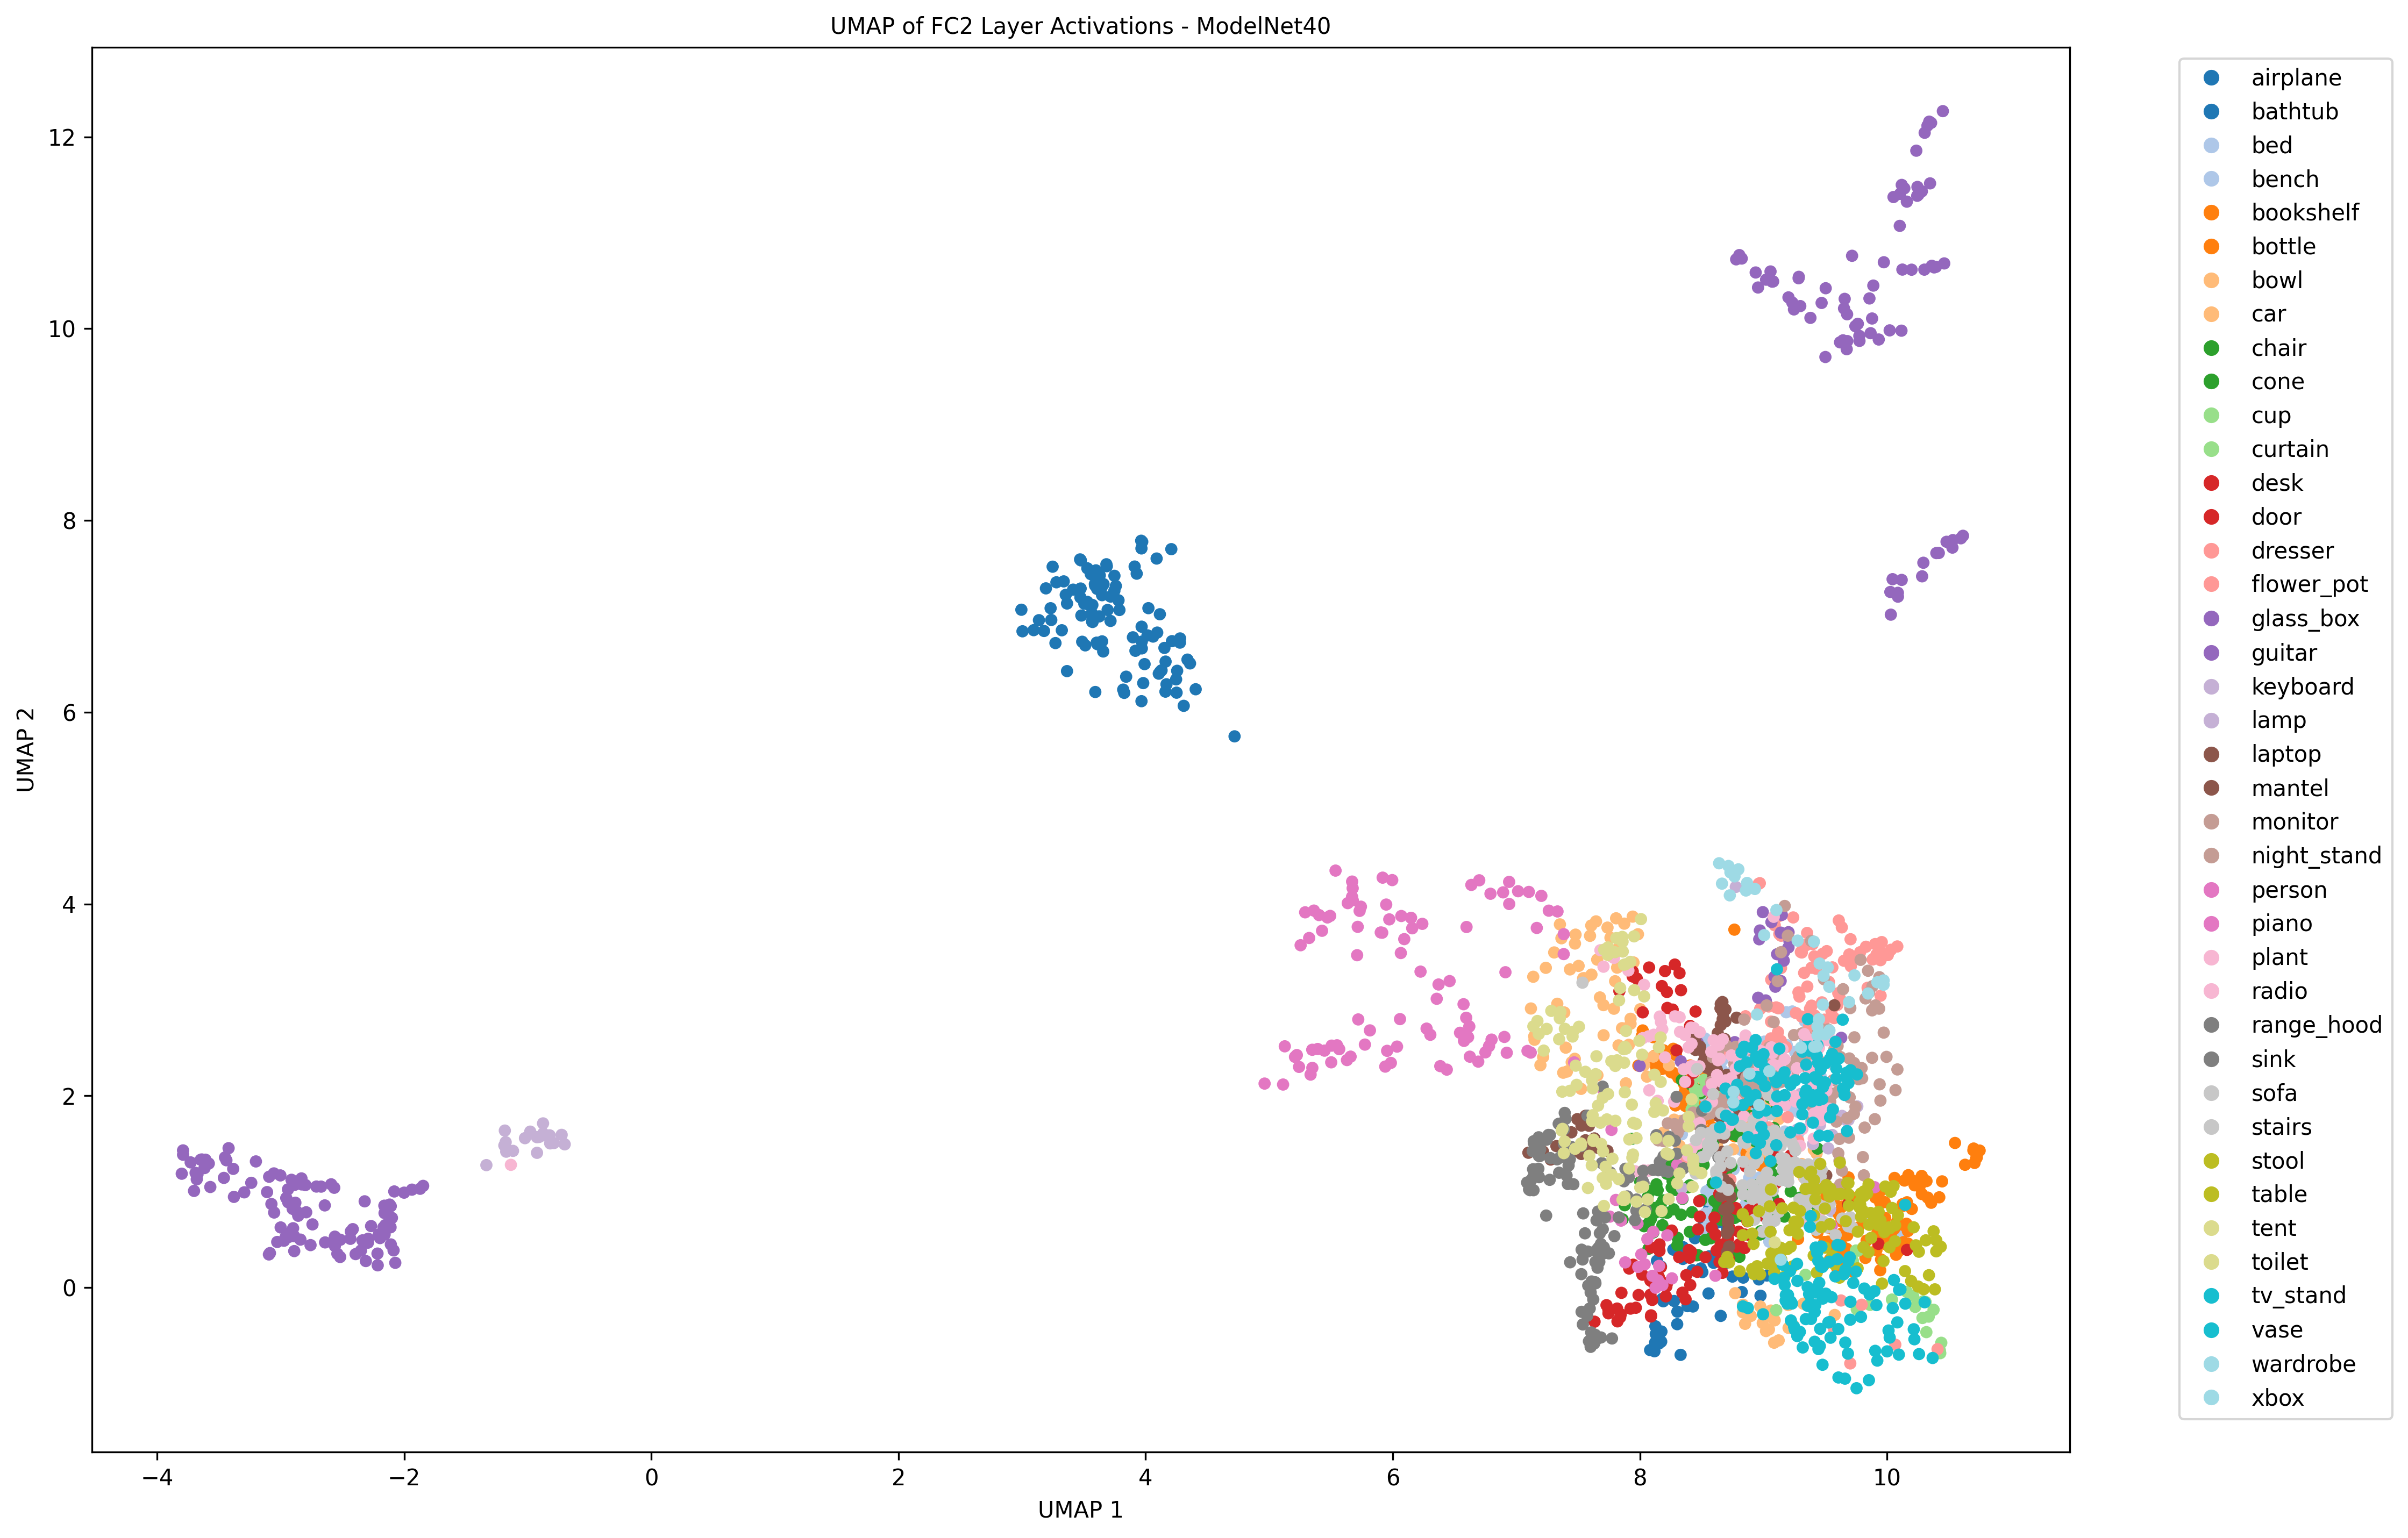 UMAP of FC2 Layer Activations - ModelNet40
12
10
8
6
4
2
0
UMAP 2
−4
−2
0
2
4
6
8
10
UMAP 1
airplane
bathtub
bed
bench
bookshelf
bottle
bowl
car
chair
cone
cup
curtain
desk
door
dresser
flower_pot
glass_box
guitar
keyboard
lamp
laptop
mantel
monitor
night_stand
person
piano
plant
radio
range_hood
sink
sofa
stairs
stool
table
tent
toilet
tv_stand
vase
wardrobe
xbox